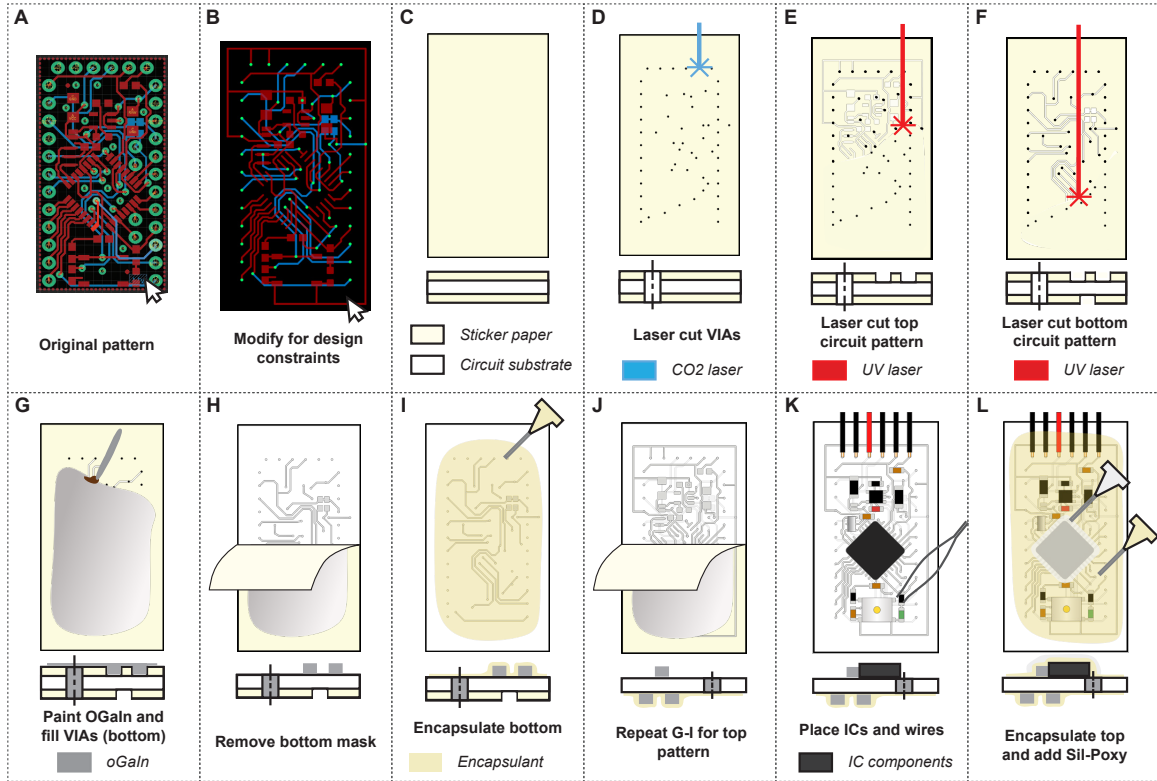 A
B
C
D
E
F
Original pattern
Modify for design
constraints
Sticker paper
Circuit substrate
Laser cut VIAs
CO2 laser
Laser cut top
circuit pattern
UV laser
Laser cut bottom
circuit pattern
UV laser
G
H
I
J
K
L
Paint OGaIn and
fill VIAs (bottom)
oGaIn
Remove bottom mask
Encapsulate bottom
Encapsulant
Repeat G-I for top
pattern
Place ICs and wires
IC components
Encapsulate top
and add Sil-Poxy